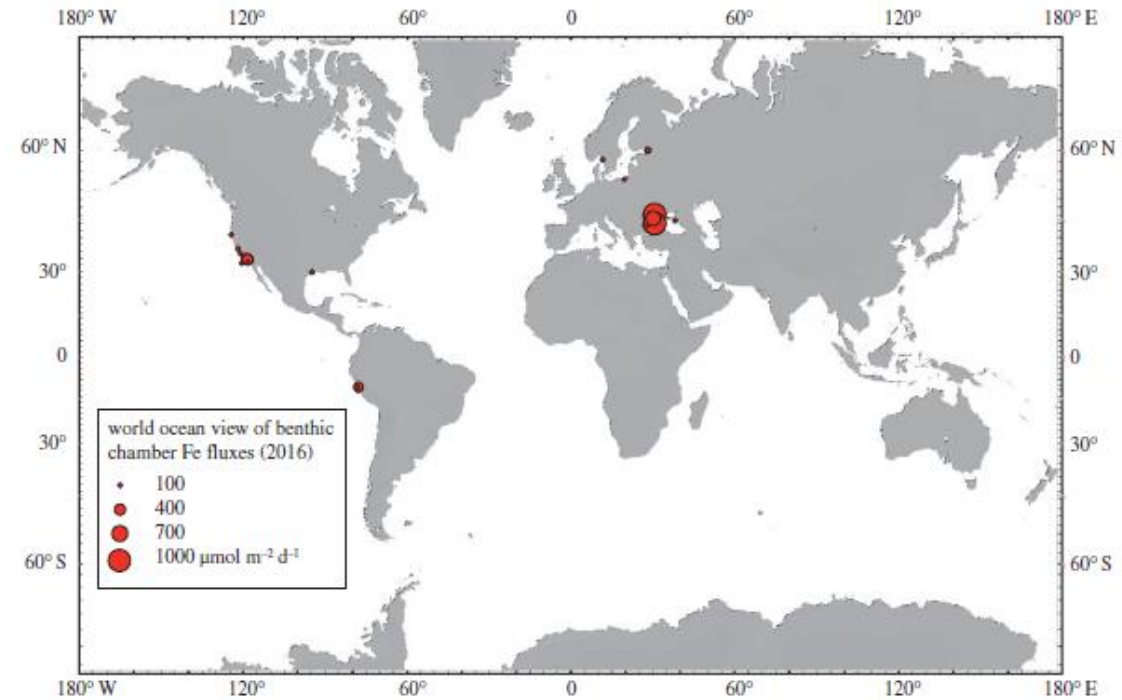 180° W 120° 60° 0 60° 120° 180° E
60° N 60° N
30° 30°
0 0
world ocean view of benthic
chamber Fe fluxes (2016)
100
400
700
1000 µmol m⁻² d⁻¹
30° 30°
60° S 60° S
180° W 120° 60° 0 60° 120° 180° E